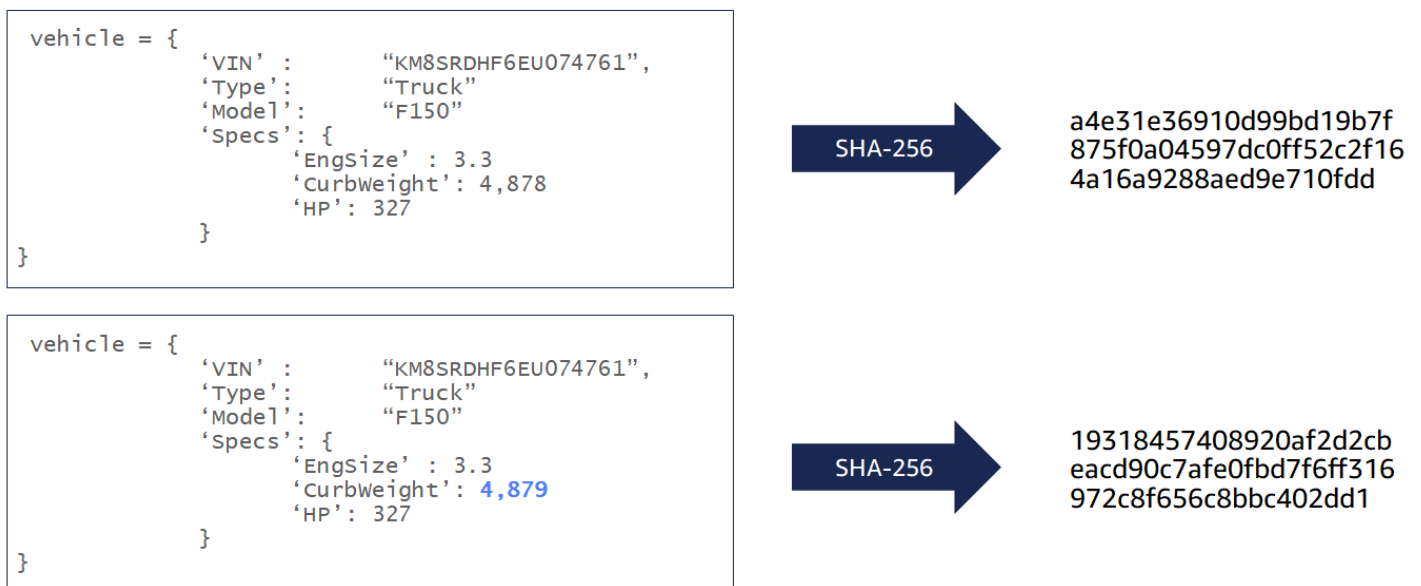 vehicle = {
‘VIN’ : “KM8SRDHF6EU074761”,
‘Type’: “Truck”
‘Model’: “F150”
‘Specs’: {
‘EngSize’ : 3.3
‘CurbWeight’: 4,878
‘HP’: 327
}
}
SHA-256
a4e31e36910d99bd19b7f
875f0a04597dc0ff52c2f16
4a16a9288aed9e710fdd
vehicle = {
‘VIN’ : “KM8SRDHF6EU074761”,
‘Type’: “Truck”
‘Model’: “F150”
‘Specs’: {
‘EngSize’ : 3.3
‘CurbWeight’: 4,879
‘HP’: 327
}
}
SHA-256
19318457408920af2d2cb
eacd90c7afe0fbd7f6ff316
972c8f656c8bbc402dd1